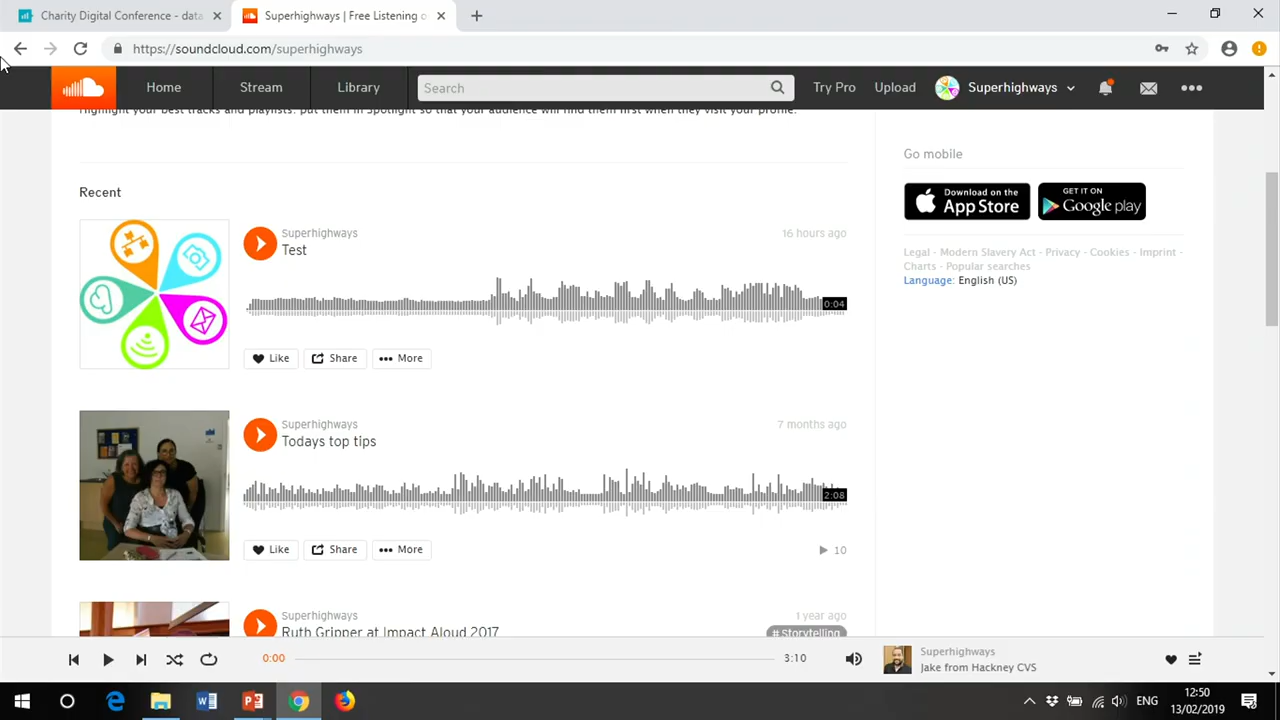 Charity Digital Conference - data
Superhighways | Free Listening o
https://soundcloud.com/superhighways
Home
Stream
Library
Search
Try Pro
Upload
Superhighways
Highlight your best tracks and playlists: put them in Spotlight so that your audience will find them first when they visit your profile.
Recent
Superhighways
16 hours ago
Test
0:04
Like
Share
More
Superhighways
7 months ago
Todays top tips
2:08
Like
Share
More
10
Superhighways
1 year ago
Ruth Gripper at Impact Aloud 2017
# Storytelling
Go mobile
Download on the
App Store
GET IT ON
Google play
Legal - Modern Slavery Act - Privacy - Cookies - Imprint -
Charts - Popular searches
Language: English (US)
0:00
3:10
Superhighways
Jake from Hackney CVS
ENG
12:50
13/02/2019